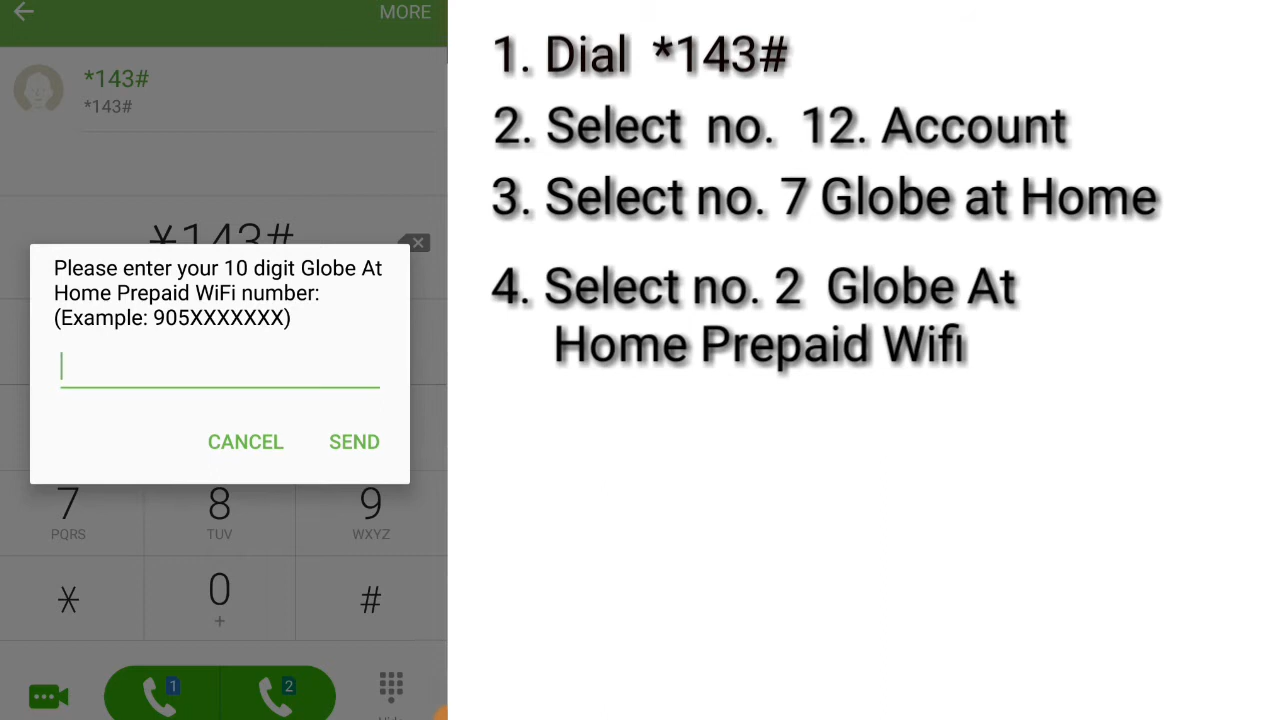 MORE
*143#
*143#
*143#
Please enter your 10 digit Globe At
Home Prepaid WiFi number:
(Example: 905XXXXXXX)
CANCEL
SEND
7
PQRS
8
TUV
9
WXYZ
*
0
+
#
1
2
1. Dial *143#
2. Select no. 12. Account
3. Select no. 7 Globe at Home
4. Select no. 2 Globe At
Home Prepaid Wifi